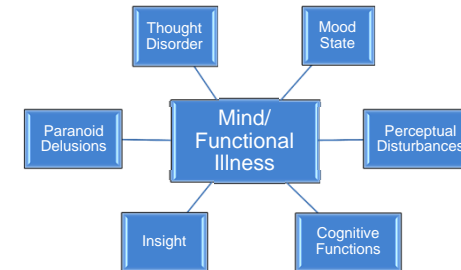 Thought
Disorder
Mood
State
Mind/
Functional
Illness
Paranoid
Delusions
Perceptual
Disturbances
Insight
Cognitive
Functions